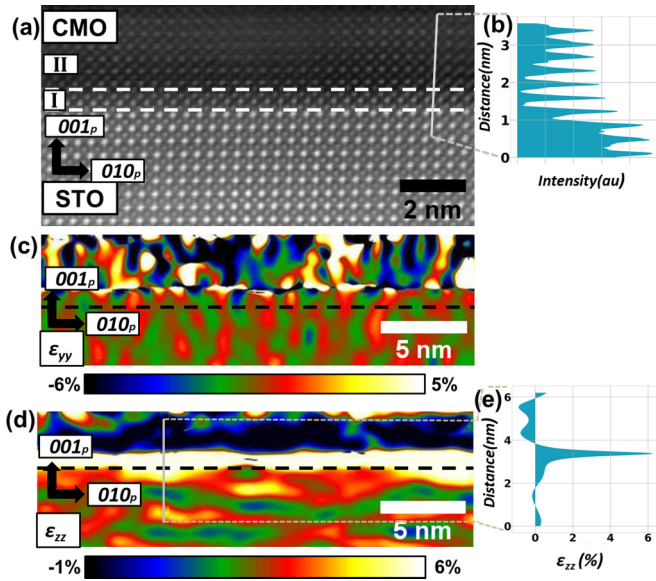 (a)
CMO
II
I
001p
010p
STO
2 nm
(b)
Distance(nm)
3
2
1
0
Intensity(au)
(c)
001p
010p
εyy
5 nm
-6% 5%
(d)
001p
010p
εzz
5 nm
-1% 6%
(e)
Distance(nm)
6
4
2
0
0 2 4 6
εzz(%)